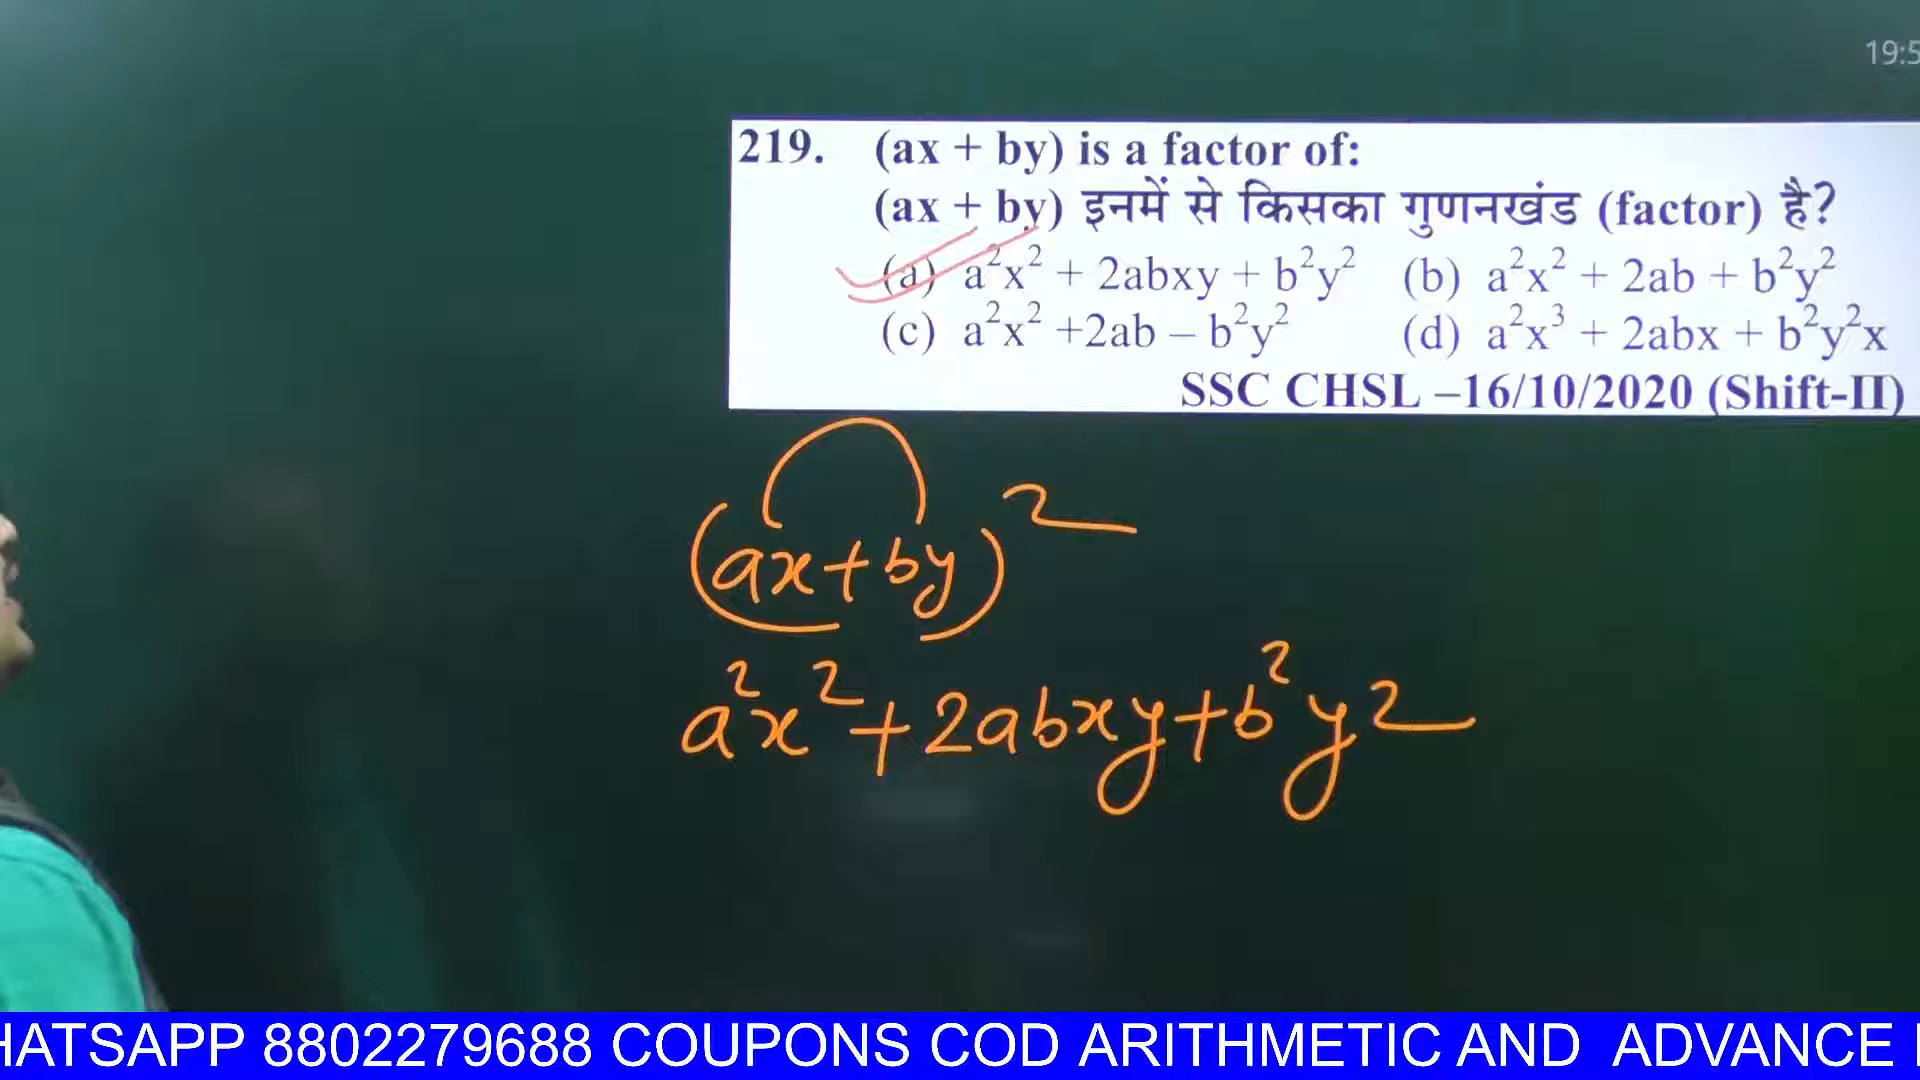 19:5
219. (ax + by) is a factor of:
(ax + by) इनमें से किसका गुणनखंड (factor) है?
(a) a²x² + 2abxy + b²y² (b) a²x² + 2ab + b²y²
(c) a²x² +2ab – b²y² (d) a²x³ + 2abx + b²y²x
SSC CHSL –16/10/2020 (Shift-II)
(ax+by)²
a²x²+2abxy+b²y²
HATSAPP 8802279688 COUPONS COD ARITHMETIC AND ADVANCE